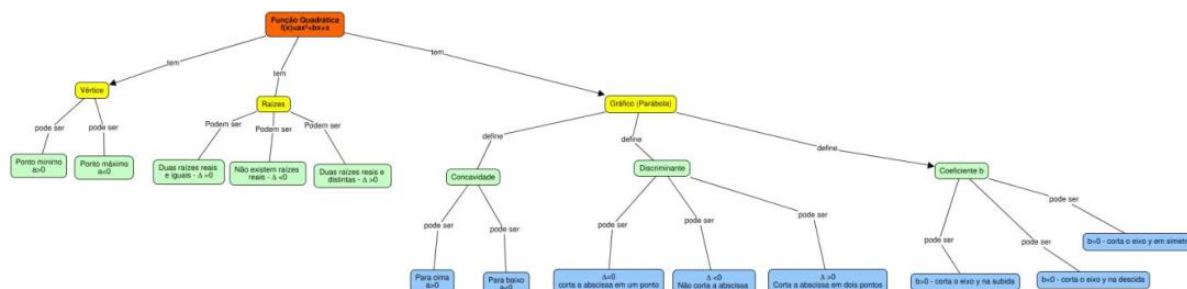 Função Quadrática
f(x)=ax²+bx+c
tem
tem
tem
Vértice
Raízes
Gráfico (Parábola)
pode ser
pode ser
Podem ser
Podem ser
Podem ser
define
define
define
Ponto mínimo
a>0
Ponto máximo
a<0
Duas raízes reais
e iguais - Δ =0
Não existem raízes
reais - Δ <0
Duas raízes reais e
distintas - Δ >0
Concavidade
Discriminante
Coeficiente b
pode ser
pode ser
pode ser
pode ser
pode ser
pode ser
pode ser
pode ser
Para cima
a>0
Para baixo
a<0
Δ=0
corta a abscissa em um ponto
Δ <0
Não corta a abscissa
Δ >0
Corta a abscissa em dois pontos
b>0 - corta o eixo y na subida
b<0 - corta o eixo y na descida
b=0 - corta o eixo y em simetr